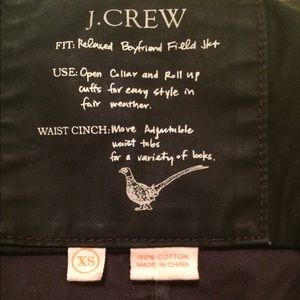 J.CREW
FIT: Relaxed Boyfriend Field Jkt
USE: Open Collar and Roll Up
cuffs for easy style in
fair weather.
WAIST CINCH: Move Adjustable
waist tabs
for a variety of looks.
XS
100% COTTON
MADE IN CHINA